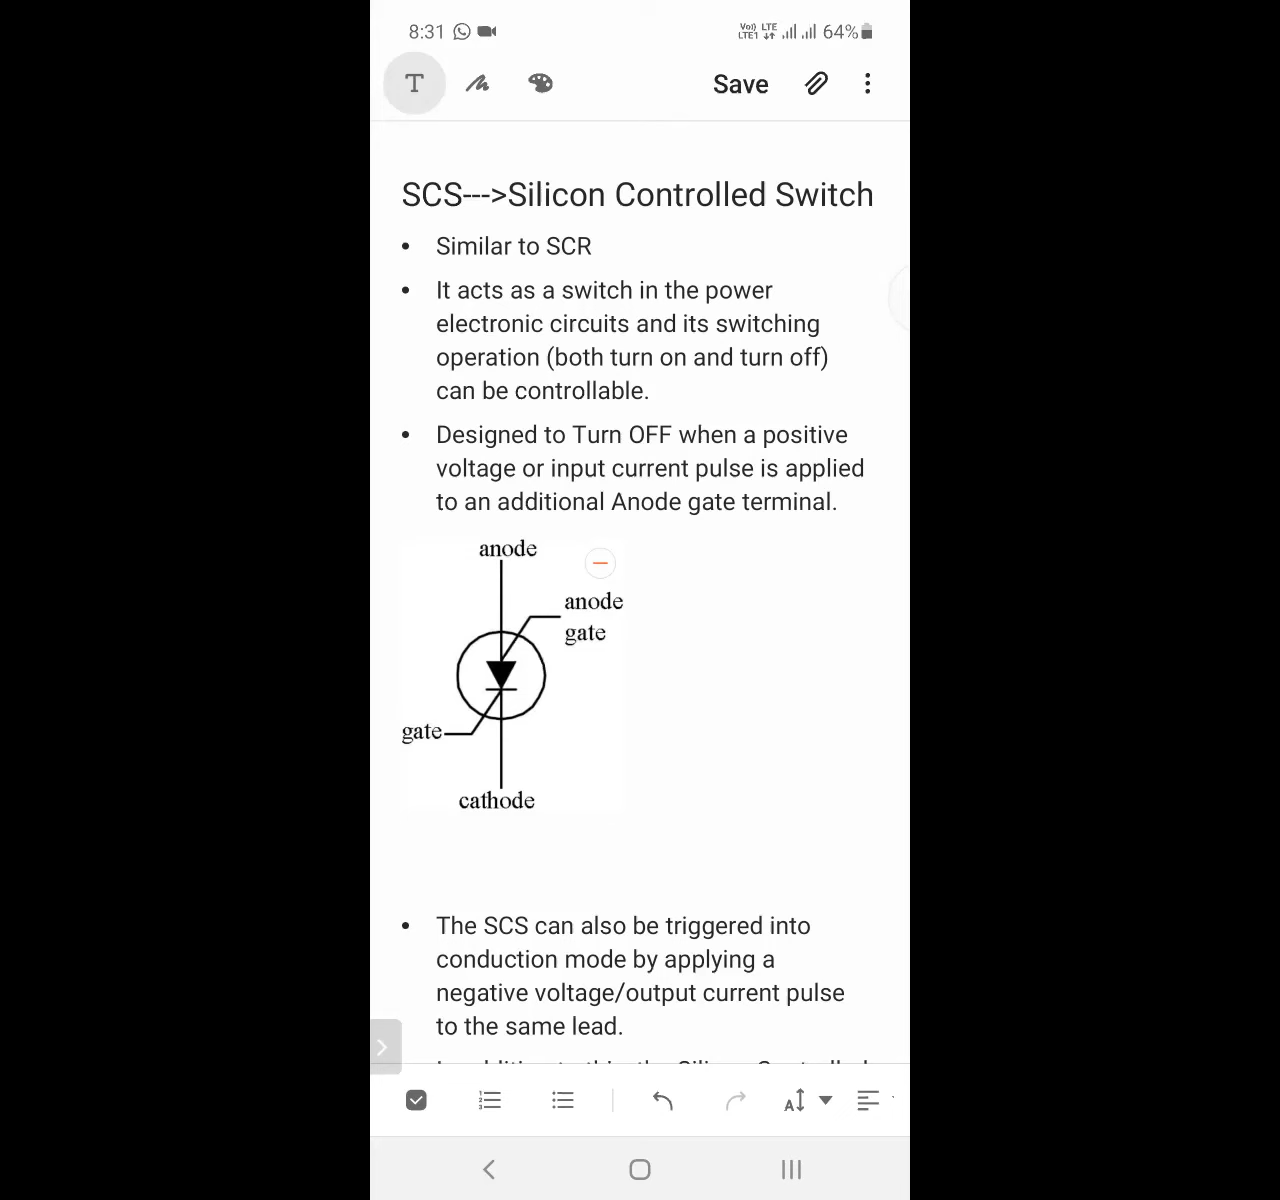 8:31
Vo)) LTE
LTE1
64%
T
Save
SCS--->Silicon Controlled Switch
• Similar to SCR
• It acts as a switch in the power
electronic circuits and its switching
operation (both turn on and turn off)
can be controllable.
• Designed to Turn OFF when a positive
voltage or input current pulse is applied
to an additional Anode gate terminal.
anode
anode
gate
gate
cathode
• The SCS can also be triggered into
conduction mode by applying a
negative voltage/output current pulse
to the same lead.